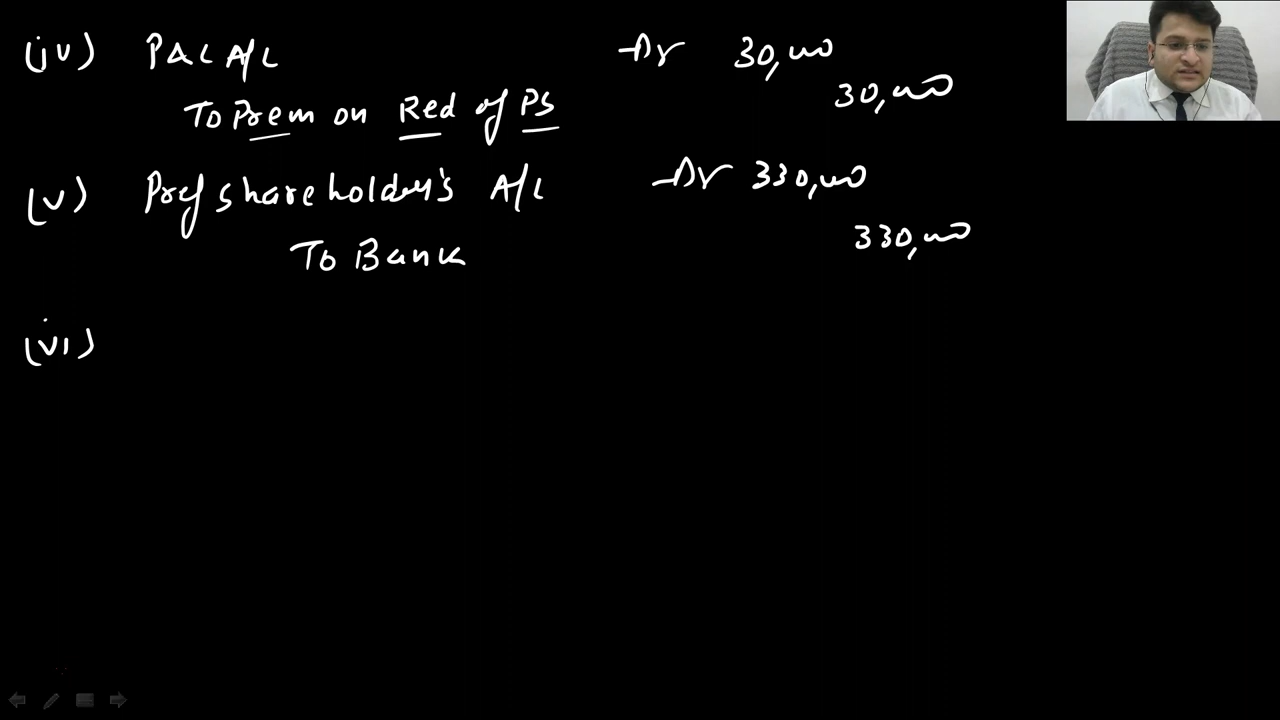 (iv) P&L A/c Dr 30,000
To Prem on Red of PS 30,000
(v) Pref shareholder's A/c Dr 330,000
To Bank 330,000
(vi)